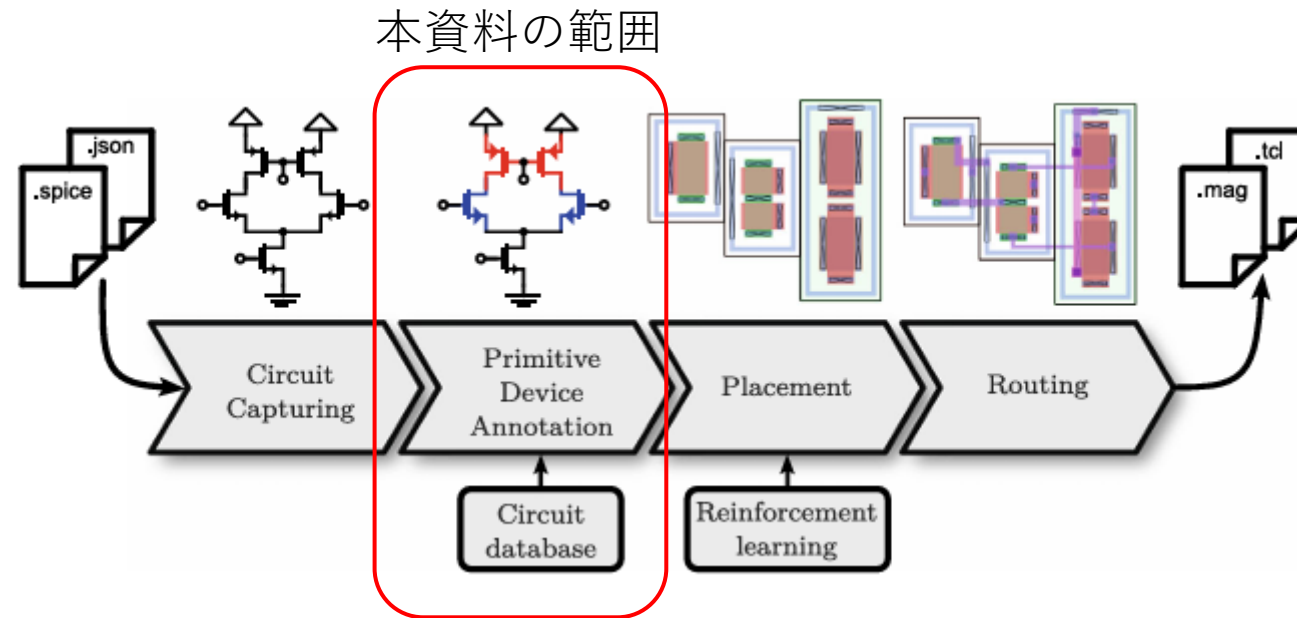 本資料の範囲
.json
.spice
.tcl
.mag
Circuit
Capturing
Primitive
Device
Annotation
Placement
Routing
Circuit
database
Reinforcement
learning